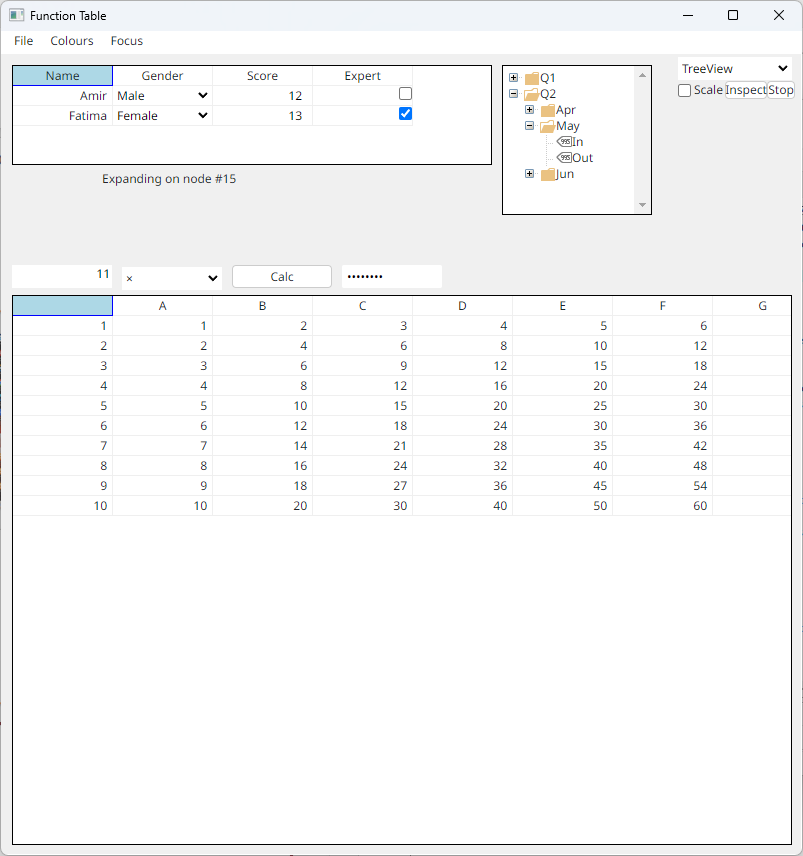 Function Table
File Colours Focus
Name Gender Score Expert
Amir Male 12
Fatima Female 13
Q1
Q2
Apr
May
In
Out
Jun
TreeView
Scale Inspect Stop
Expanding on node #15
11 × Calc ••••••••
A B C D E F G
1 1 2 3 4 5 6
2 2 4 6 8 10 12
3 3 6 9 12 15 18
4 4 8 12 16 20 24
5 5 10 15 20 25 30
6 6 12 18 24 30 36
7 7 14 21 28 35 42
8 8 16 24 32 40 48
9 9 18 27 36 45 54
10 10 20 30 40 50 60